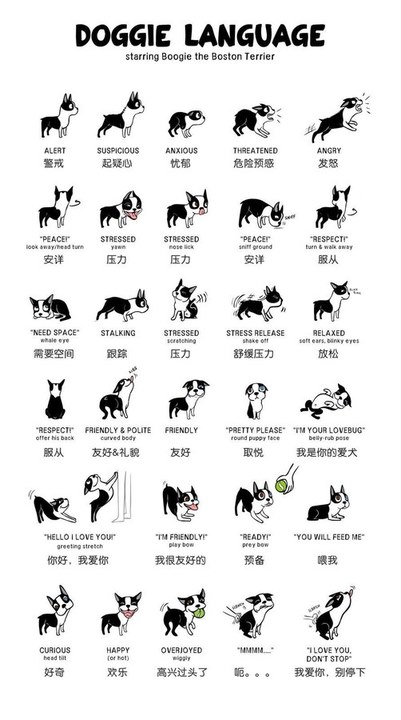 DOGGIE LANGUAGE
starring Boogie the Boston Terrier
ALERT
警戒
SUSPICIOUS
起疑心
ANXIOUS
忧郁
THREATENED
危险预感
ANGRY
发怒
"PEACE!"
look away/head turn
安详
STRESSED
yawn
压力
STRESSED
nose lick
压力
"PEACE!"
sniff ground
安详
"RESPECT!"
turn & walk away
服从
"NEED SPACE"
whale eye
需要空间
STALKING
跟踪
STRESSED
scratching
压力
STRESS RELEASE
shake off
舒缓压力
RELAXED
soft ears, blinky eyes
放松
"RESPECT!"
offer his back
服从
FRIENDLY & POLITE
curved body
友好&礼貌
FRIENDLY
友好
"PRETTY PLEASE"
round puppy face
取悦
"I'M YOUR LOVEBUG"
belly-rub pose
我是你的爱犬
"HELLO I LOVE YOU!"
greeting stretch
你好，我爱你
"I'M FRIENDLY!"
play bow
我很友好的
"READY!"
prey bow
预备
"YOU WILL FEED ME"
喂我
CURIOUS
head tilt
好奇
HAPPY
(or hot)
欢乐
OVERJOYED
wiggly
高兴过头了
"MMMM...."
呃。。。
"I LOVE YOU,
DON'T STOP"
我爱你，别停下